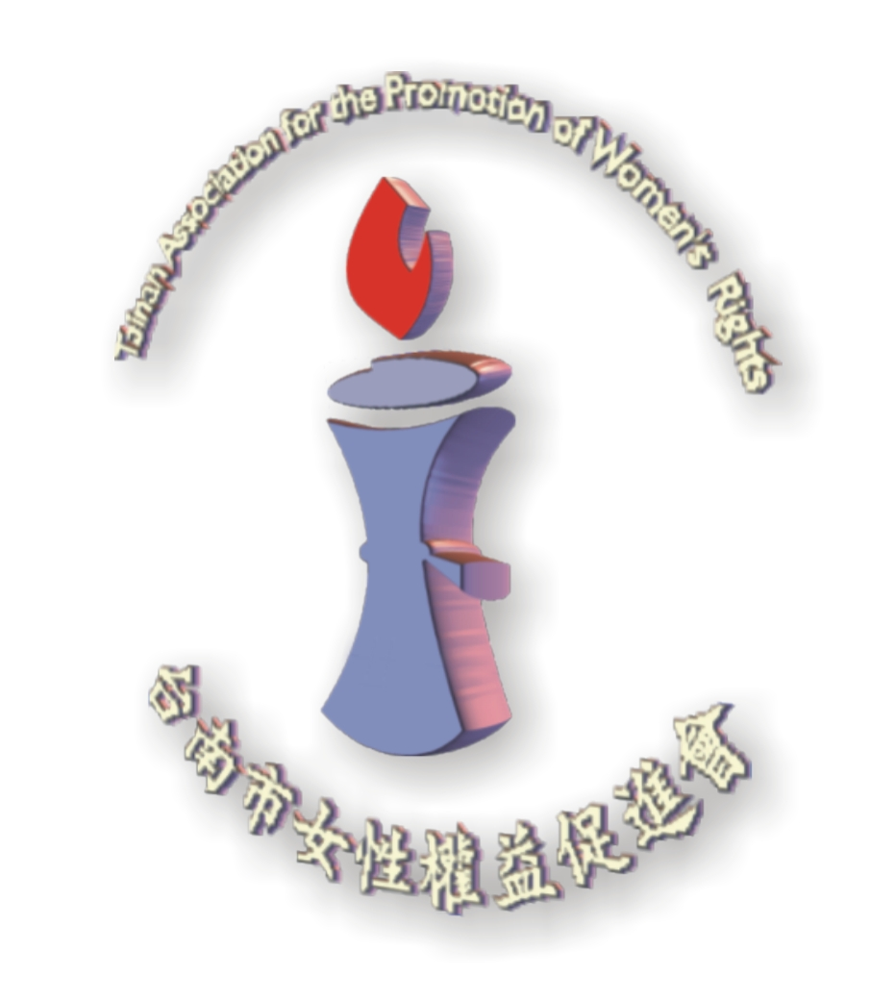 Tainan Association for the Promotion of Women's Rights
台南市女性權益促進會